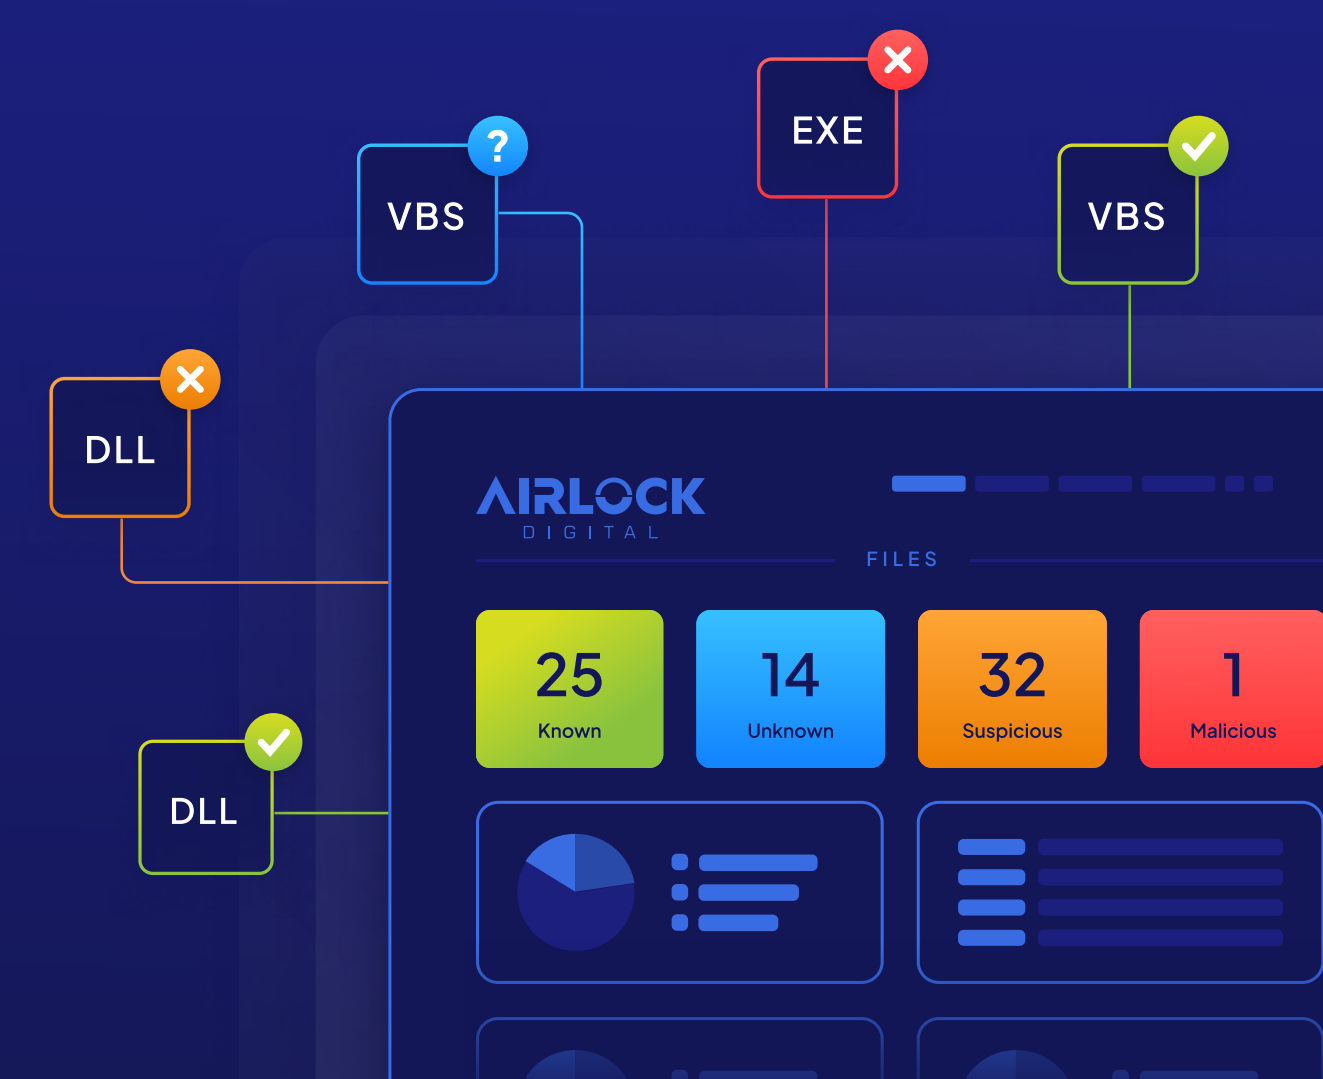 EXE
?
VBS
VBS
DLL
AIRLOCK
DIGITAL
FILES
25
Known
14
Unknown
32
Suspicious
1
Malicious
DLL